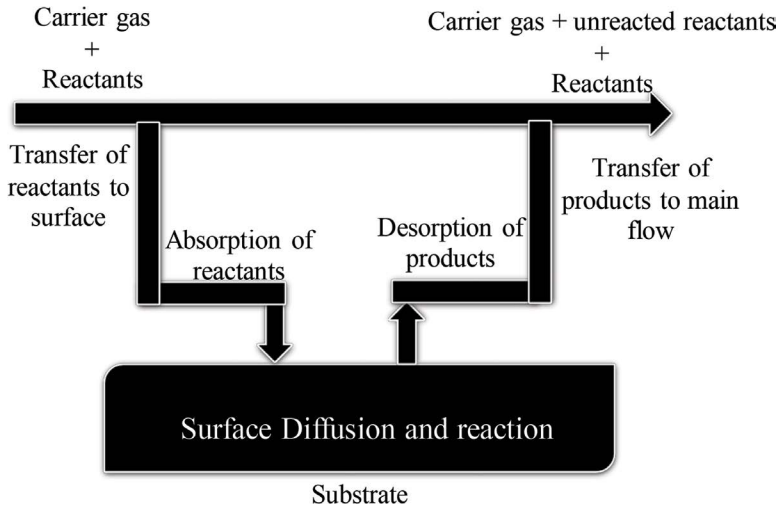 Carrier gas
+
Reactants
Carrier gas + unreacted reactants
+
Reactants
Transfer of
reactants to
surface
Absorption of
reactants
Desorption of
products
Transfer of
products to main
flow
Surface Diffusion and reaction
Substrate